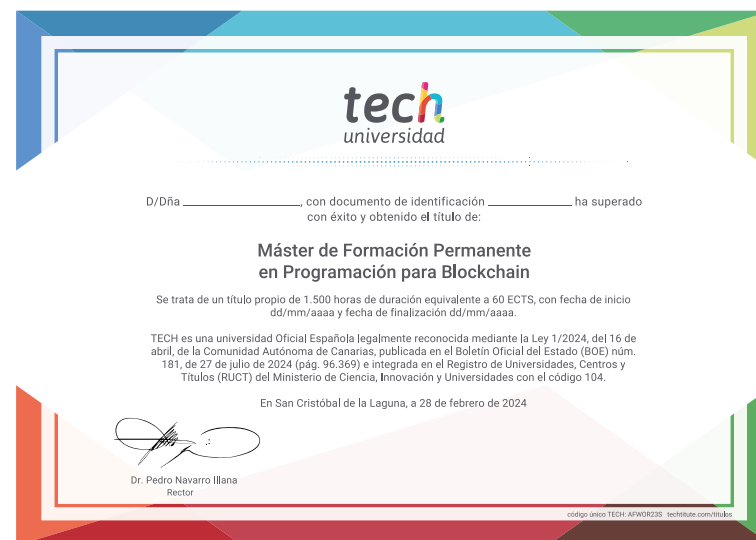 tech
universidad
D/Dña ____________________, con documento de identificación ______________ ha superado
con éxito y obtenido el título de:
Máster de Formación Permanente
en Programación para Blockchain
Se trata de un título propio de 1.500 horas de duración equivalente a 60 ECTS, con fecha de inicio
dd/mm/aaaa y fecha de finalización dd/mm/aaaa.
TECH es una universidad Oficial Española legalmente reconocida mediante la Ley 1/2024, del 16 de
abril, de la Comunidad Autónoma de Canarias, publicada en el Boletín Oficial del Estado (BOE) núm.
181, de 27 de julio de 2024 (pág. 96.369) e integrada en el Registro de Universidades, Centros y
Títulos (RUCT) del Ministerio de Ciencia, Innovación y Universidades con el código 104.
En San Cristóbal de la Laguna, a 28 de febrero de 2024
Dr. Pedro Navarro Illana
Rector
código único TECH: AFWOR23S techtitute.com/titulos